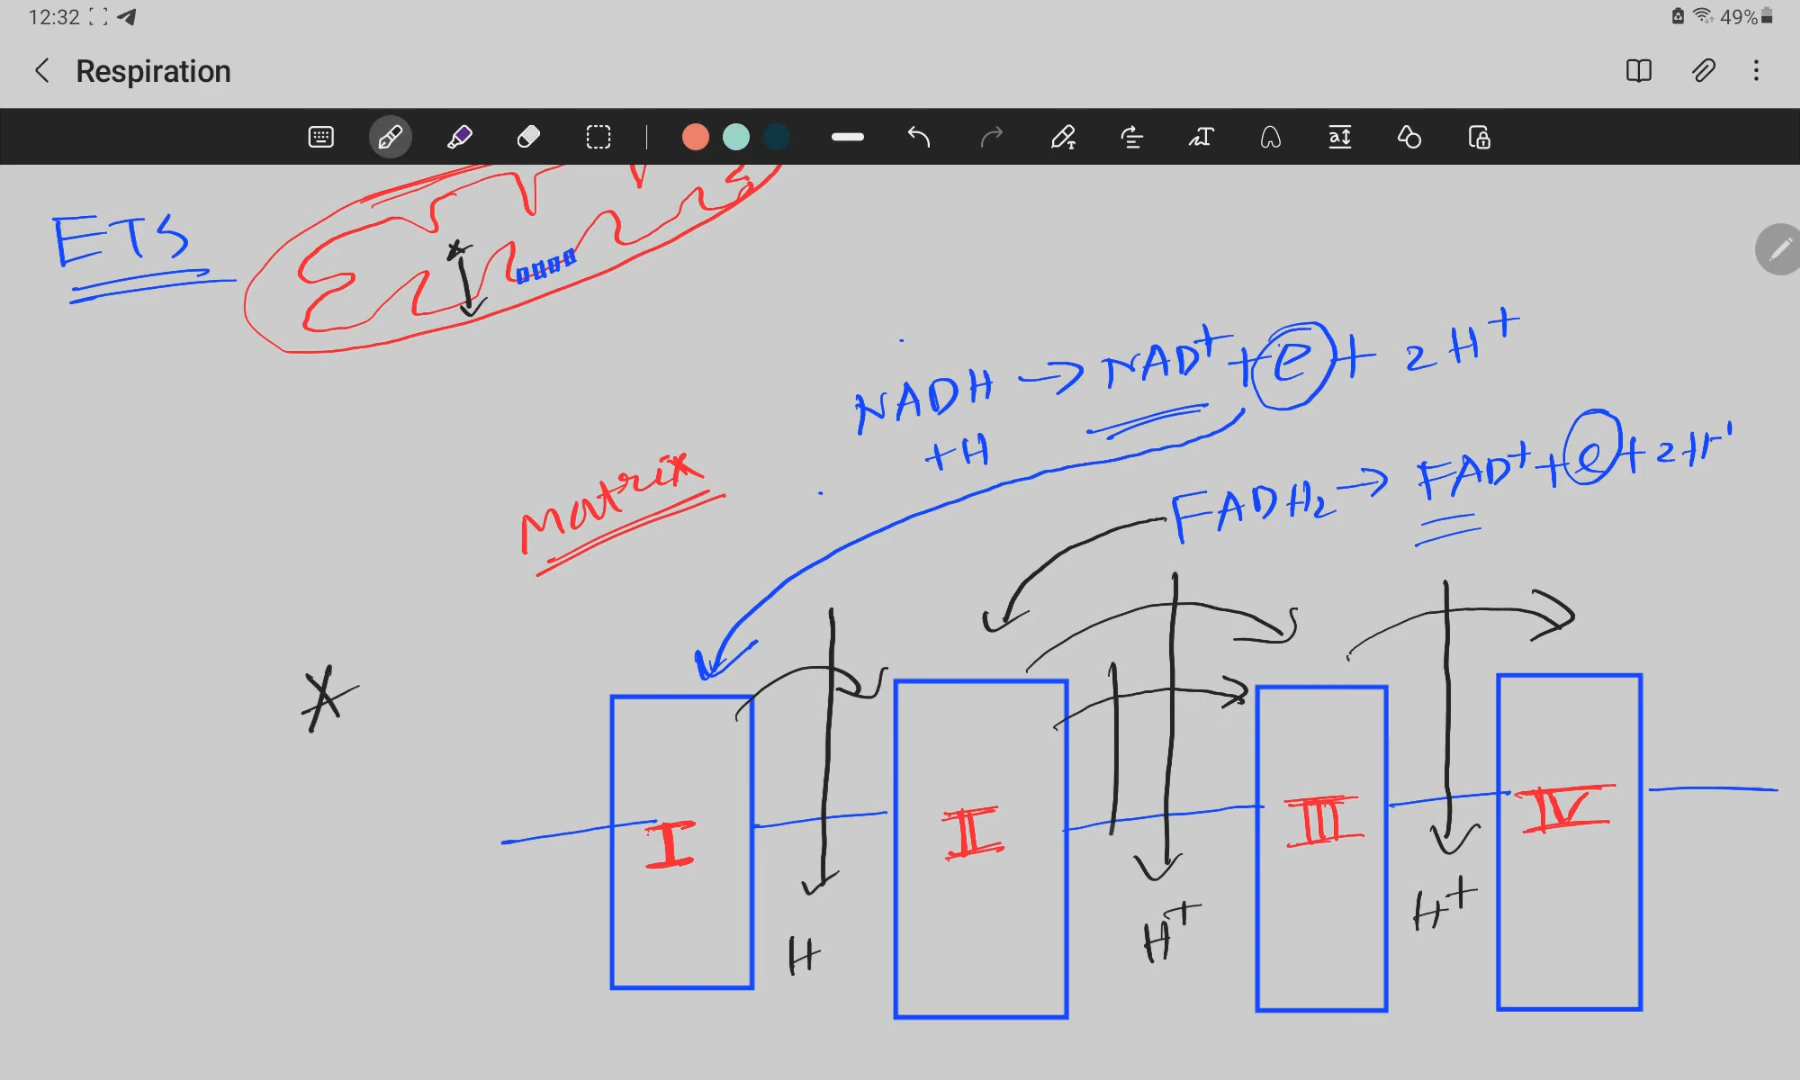 12:32 49%
Respiration
ETS
NADH → NAD+ + e + 2H+
+H
FADH2 → FAD+ + e + 2H+
Matrix
I II III IV
H H+ H+